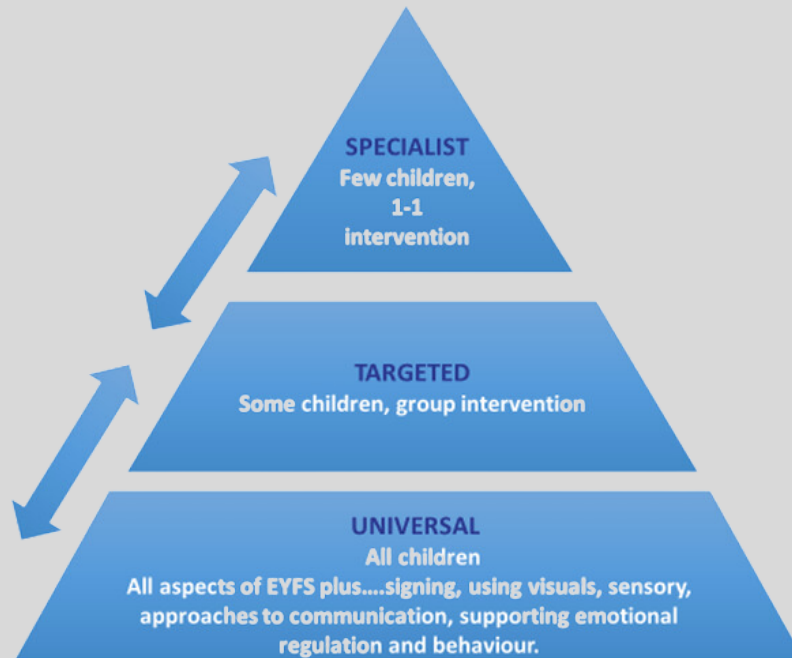 SPECIALIST
Few children,
1-1
intervention
TARGETED
Some children, group intervention
UNIVERSAL
All children
All aspects of EYFS plus....signing, using visuals, sensory,
approaches to communication, supporting emotional
regulation and behaviour.